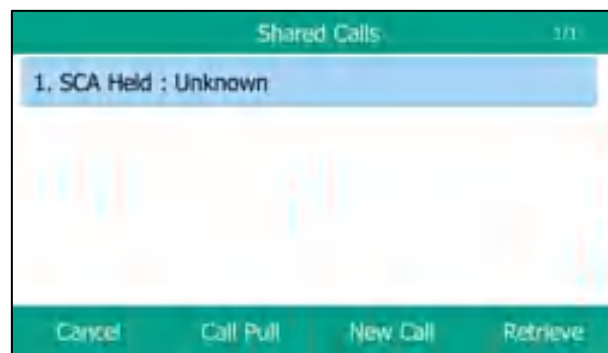 Shared Calls 1/1
1. SCA Held : Unknown
Cancel Call Pull New Call Retrieve